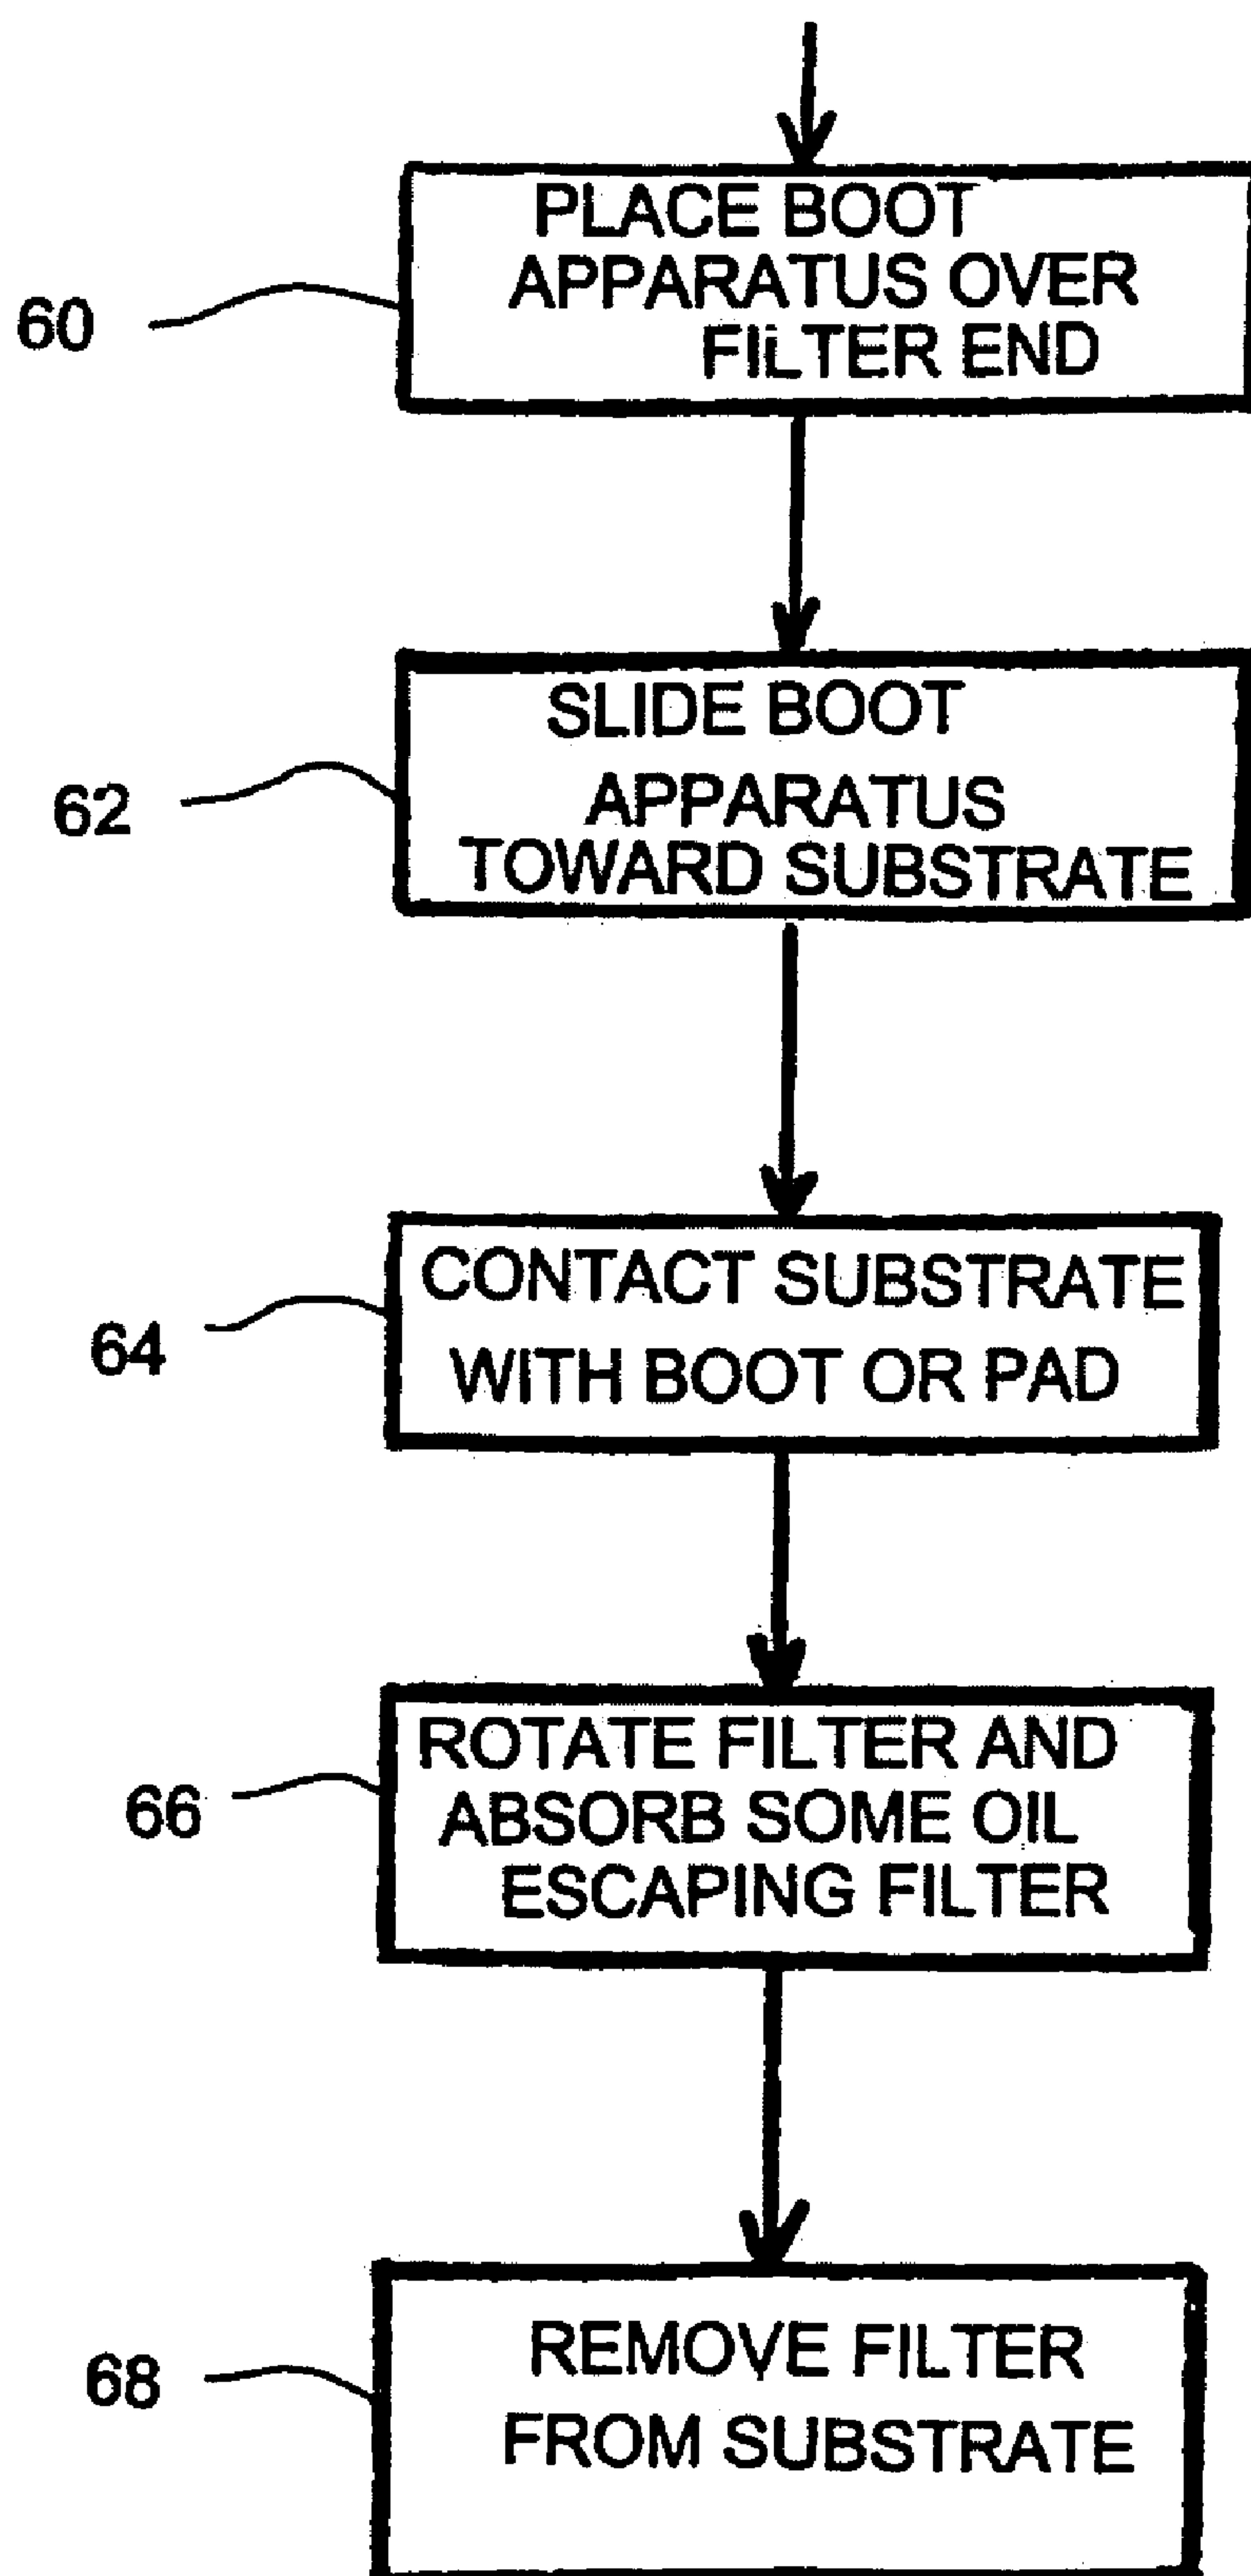 PLACE BOOT
APPARATUS OVER
FILTER END
60
SLIDE BOOT
APPARATUS
TOWARD SUBSTRATE
62
CONTACT SUBSTRATE
WITH BOOT OR PAD
64
ROTATE FILTER AND
ABSORB SOME OIL
ESCAPING FILTER
66
REMOVE FILTER
FROM SUBSTRATE
68